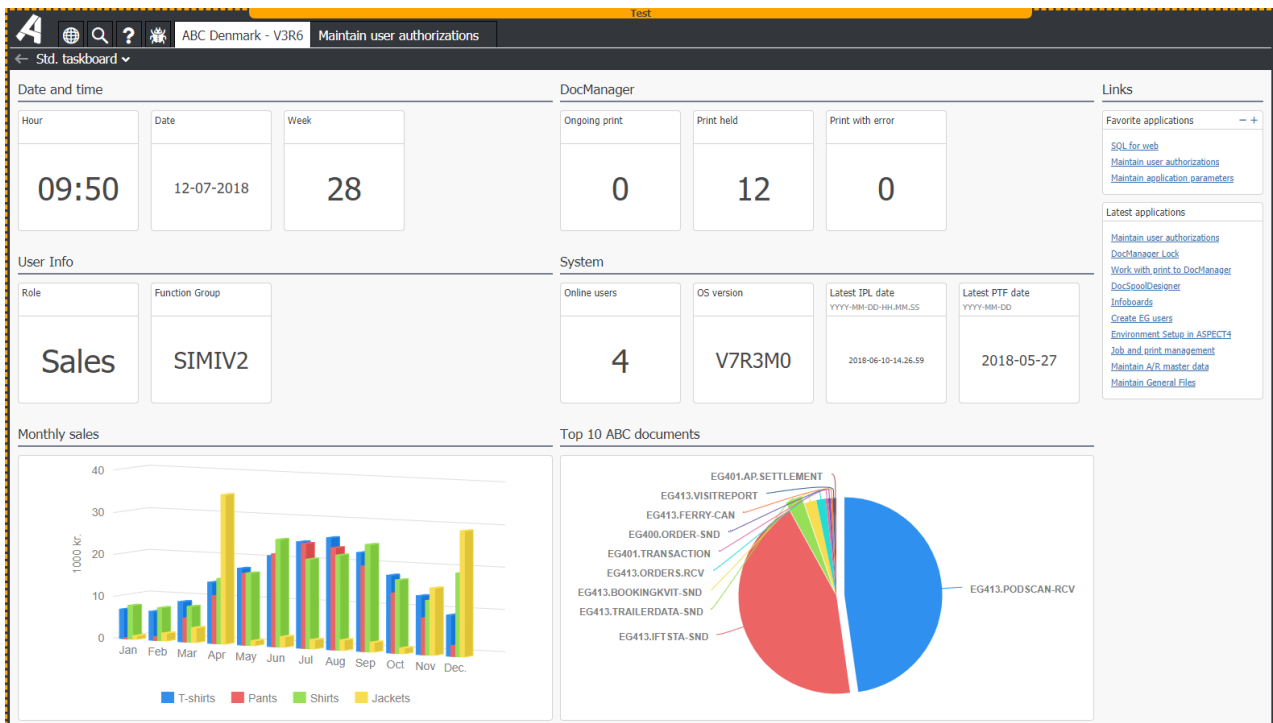 Test
ABC Denmark - V3R6 Maintain user authorizations
Std. taskboard
Date and time
Hour Date Week
09:50 12-07-2018 28
DocManager
Ongoing print Print held Print with error
0 12 0
Links
Favorite applications
SQL for web
Maintain user authorizations
Maintain application parameters
Latest applications
Maintain user authorizations
DocManager Lock
Work with print to DocManager
DocSpoolDesigner
Infoboards
Create EG users
Environment Setup in ASPECT4
Job and print management
Maintain A/R master data
Maintain General Files
User Info
Role Function Group
Sales SIMIV2
System
Online users OS version Latest IPL date Latest PTF date
YYYY-MM-DD-HH.MM.SS YYYY-MM-DD
4 V7R3M0 2018-06-10-14.26.59 2018-05-27
Monthly sales
40
30
20
10
0
1000 kr.
Jan Feb Mar Apr May Jun Jul Aug Sep Oct Nov Dec.
T-shirts Pants Shirts Jackets
Top 10 ABC documents
EG401.AP.SETTLEMENT
EG413.VISITREPORT
EG413.FERRY-CAN
EG400.ORDER-SND
EG401.TRANSACTION
EG413.ORDERS.RCV
EG413.BOOKINGKVIT-SND
EG413.TRAILERDATA-SND
EG413.IFTSTA-SND
EG413.PODSCAN-RCV